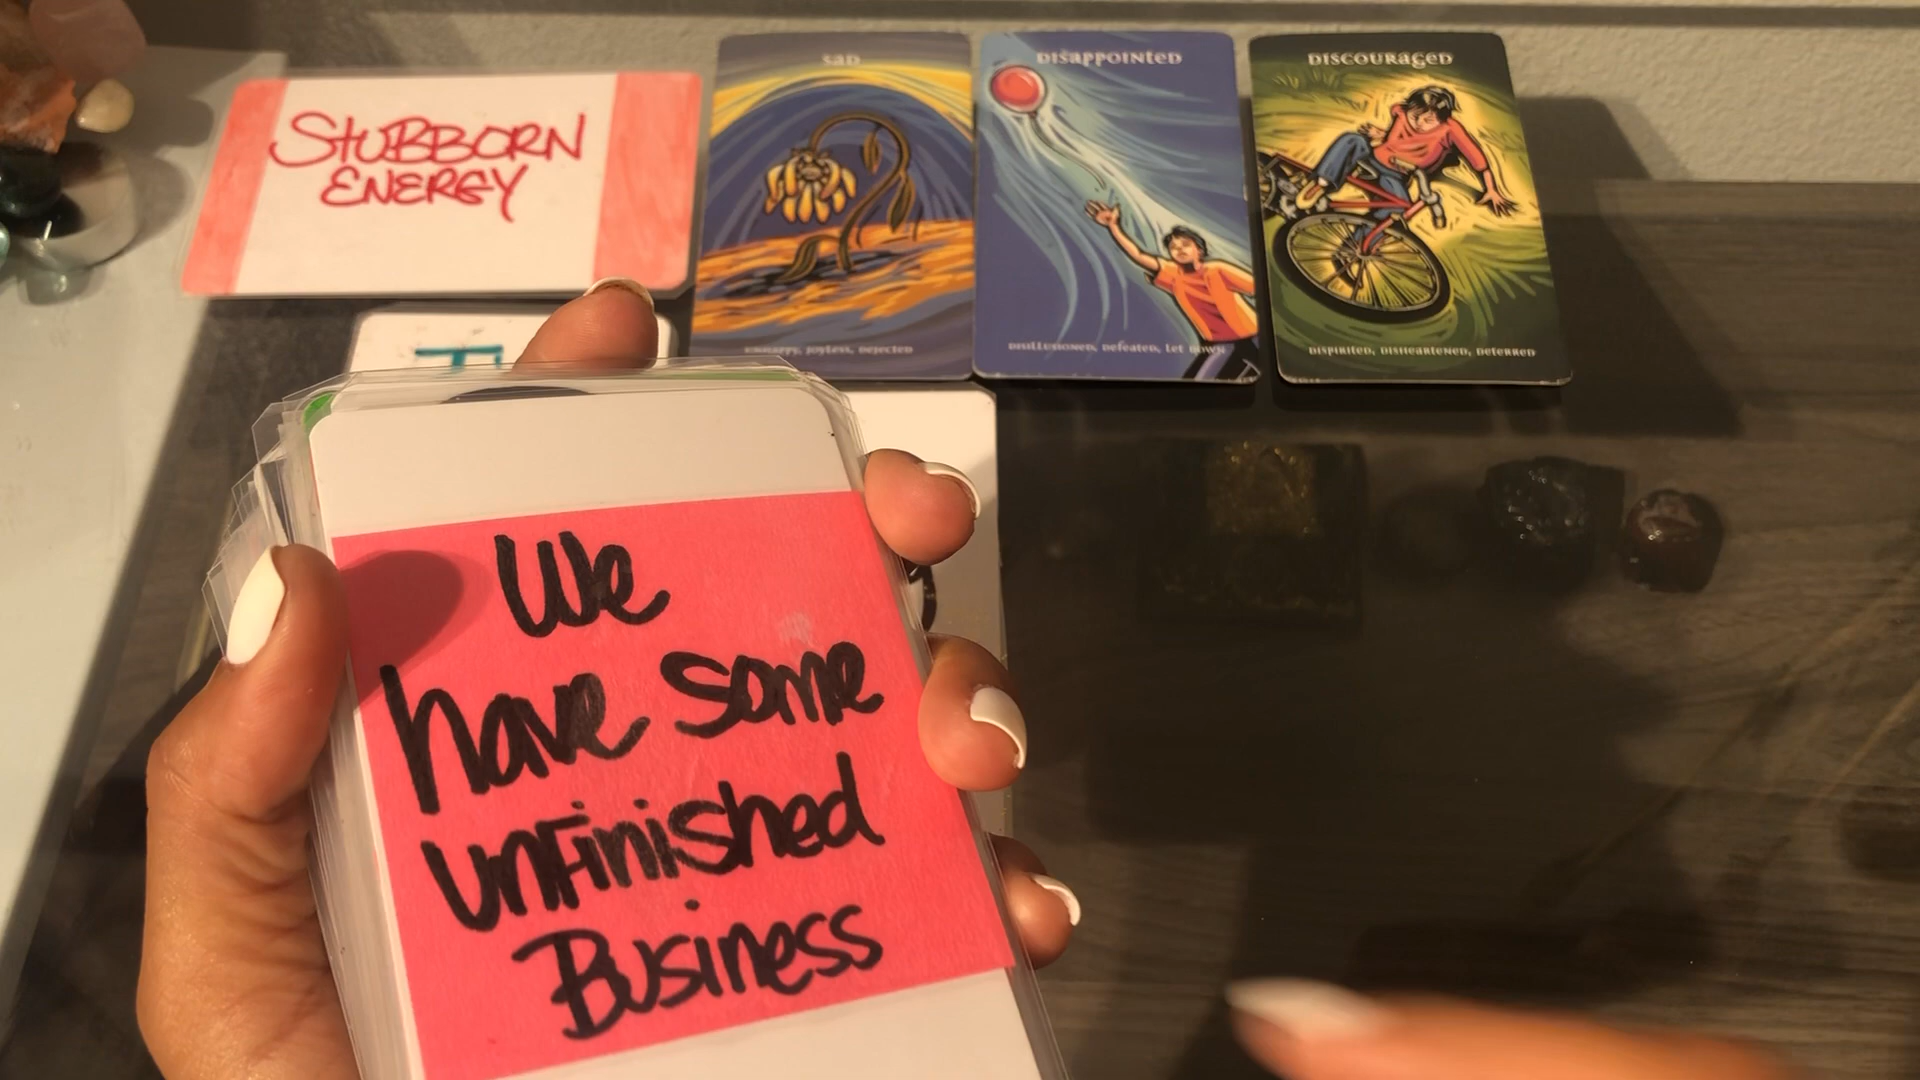 STUBBORN
ENERGY
SAD
UNHAPPY, JOYLESS, DEJECTED
DISAPPOINTED
DISILLUSIONED, DEFEATED, LET DOWN
DISCOURAGED
DISPIRITED, DISHEARTENED, DETERRED
We
have some
unfinished
Business